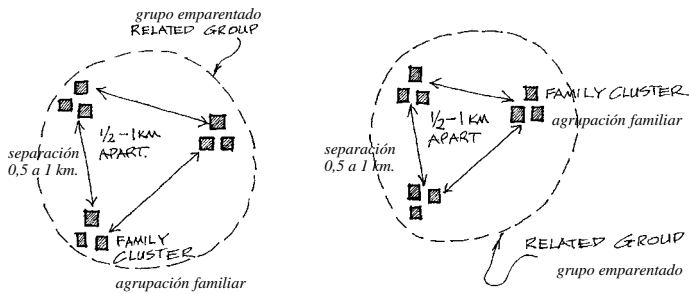 grupo emparentado
RELATED GROUP
1/2–1 KM
APART.
separación
0,5 a 1 km.
FAMILY
CLUSTER
agrupación familiar
FAMILY CLUSTER
agrupación familiar
1/2–1 KM
APART
separación
0,5 a 1 km.
RELATED GROUP
grupo emparentado